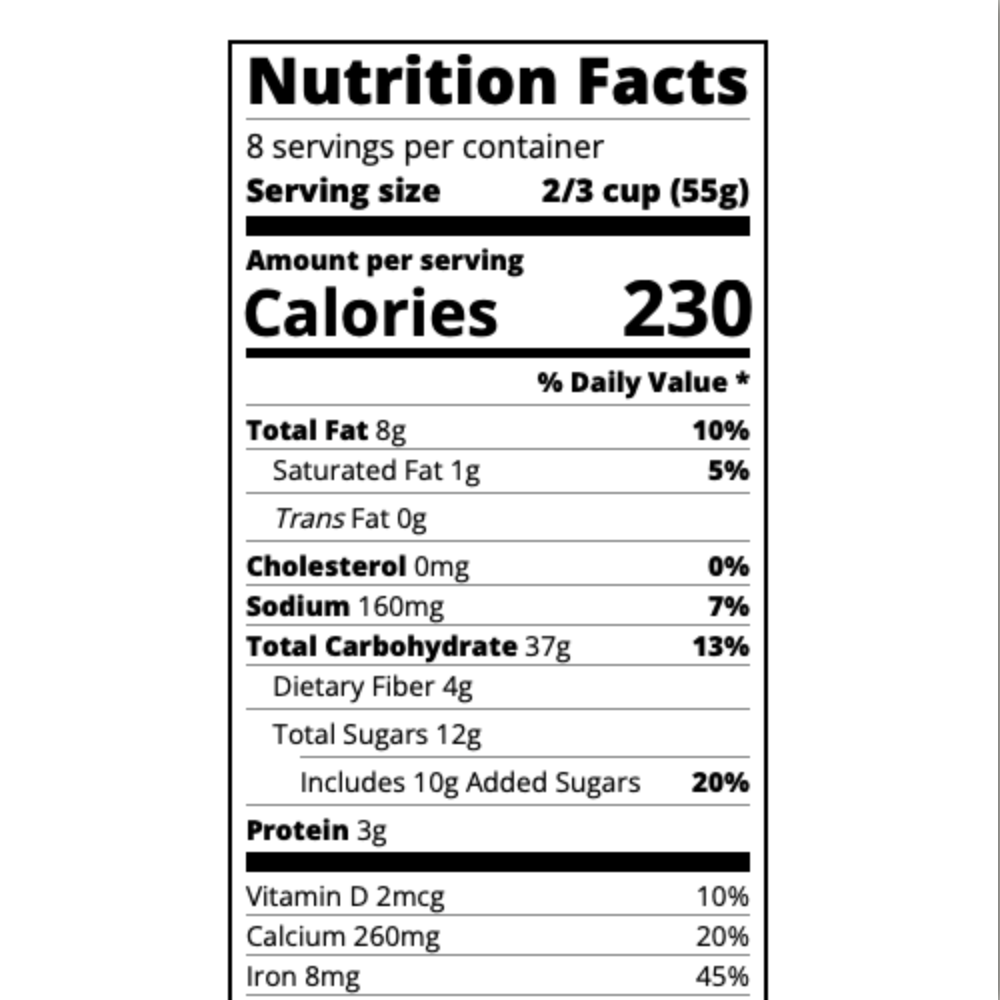 Nutrition Facts
8 servings per container
Serving size 2/3 cup (55g)
Amount per serving
Calories 230
% Daily Value *
Total Fat 8g 10%
Saturated Fat 1g 5%
Trans Fat 0g
Cholesterol 0mg 0%
Sodium 160mg 7%
Total Carbohydrate 37g 13%
Dietary Fiber 4g
Total Sugars 12g
Includes 10g Added Sugars 20%
Protein 3g
Vitamin D 2mcg 10%
Calcium 260mg 20%
Iron 8mg 45%